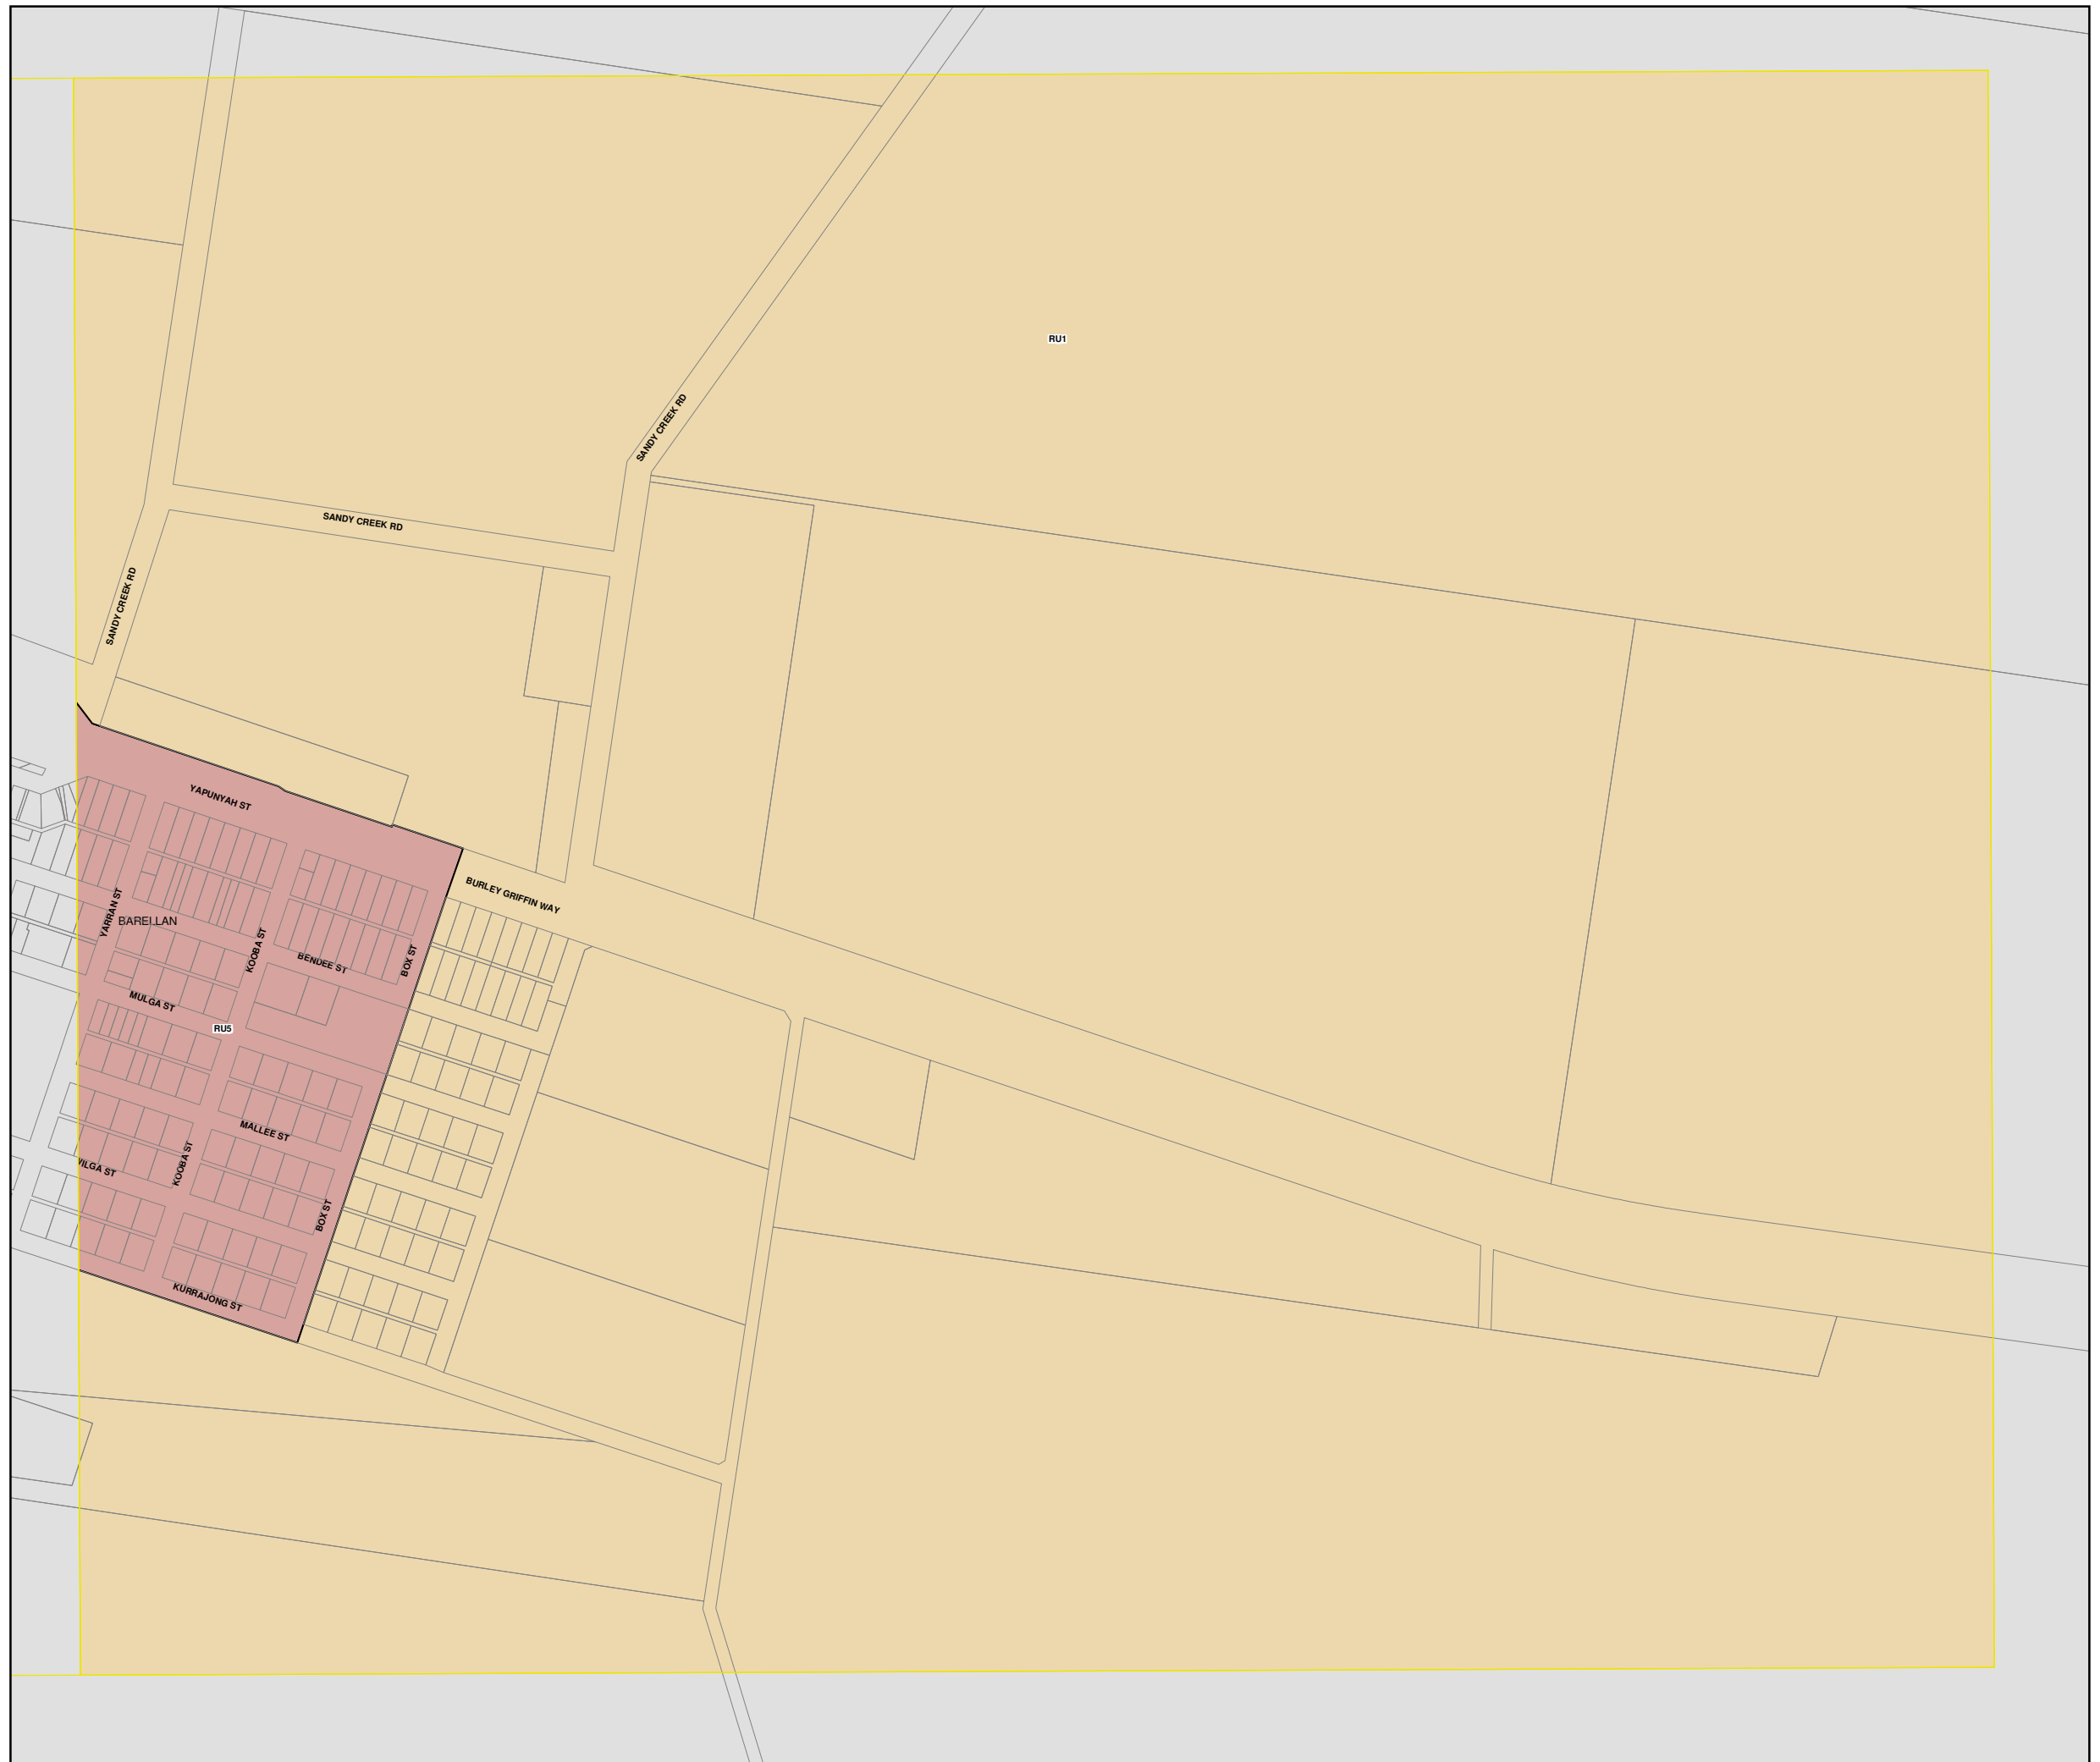 RU1
SANDY CREEK RD
SANDY CREEK RD
SANDY CREEK RD
YAPUNYAH ST
BURLEY GRIFFIN WAY
YARRAN ST
BARELLAN
KOOBA ST
BENDEE ST
BOX ST
MULGA ST
RU5
MALLEE ST
KOOBA ST
ILGA ST
BOX ST
KURRAJONG ST